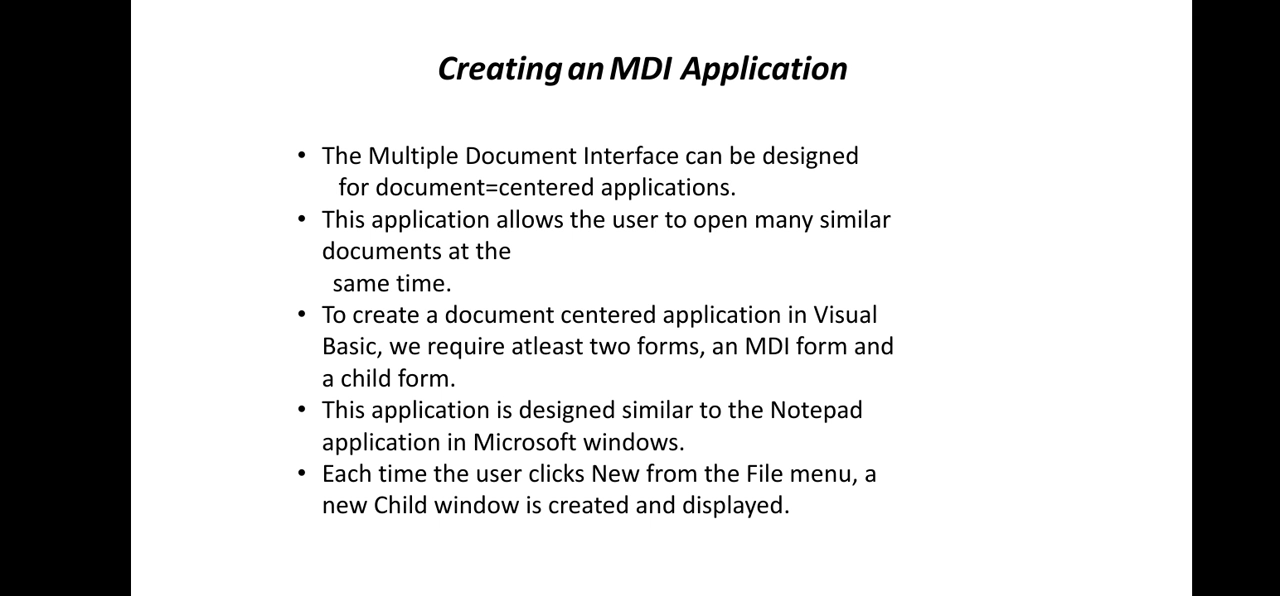 Creating an MDI Application
• The Multiple Document Interface can be designed
for document=centered applications.
• This application allows the user to open many similar
documents at the
same time.
• To create a document centered application in Visual
Basic, we require atleast two forms, an MDI form and
a child form.
• This application is designed similar to the Notepad
application in Microsoft windows.
• Each time the user clicks New from the File menu, a
new Child window is created and displayed.